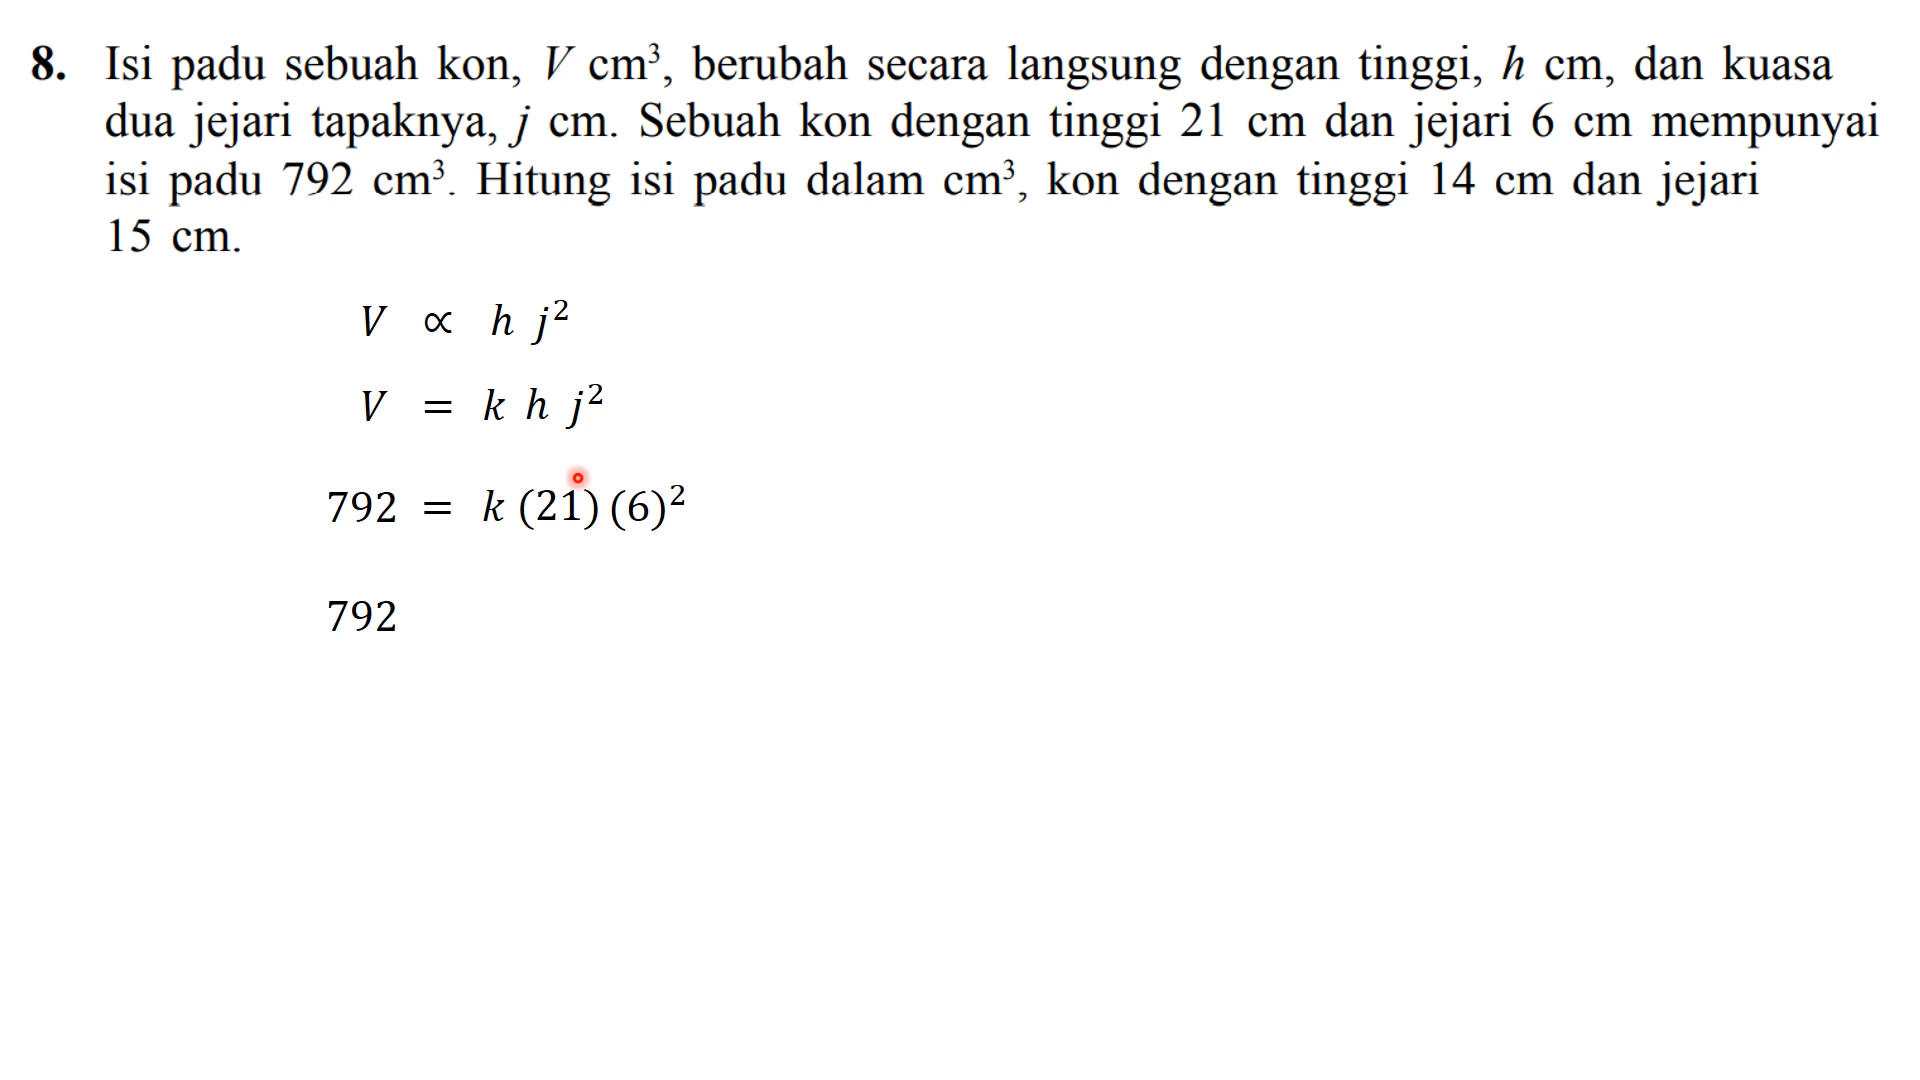 8. Isi padu sebuah kon, V cm³, berubah secara langsung dengan tinggi, h cm, dan kuasa
dua jejari tapaknya, j cm. Sebuah kon dengan tinggi 21 cm dan jejari 6 cm mempunyai
isi padu 792 cm³. Hitung isi padu dalam cm³, kon dengan tinggi 14 cm dan jejari
15 cm.
V ∝ h j²
V = k h j²
792 = k (21) (6)²
792